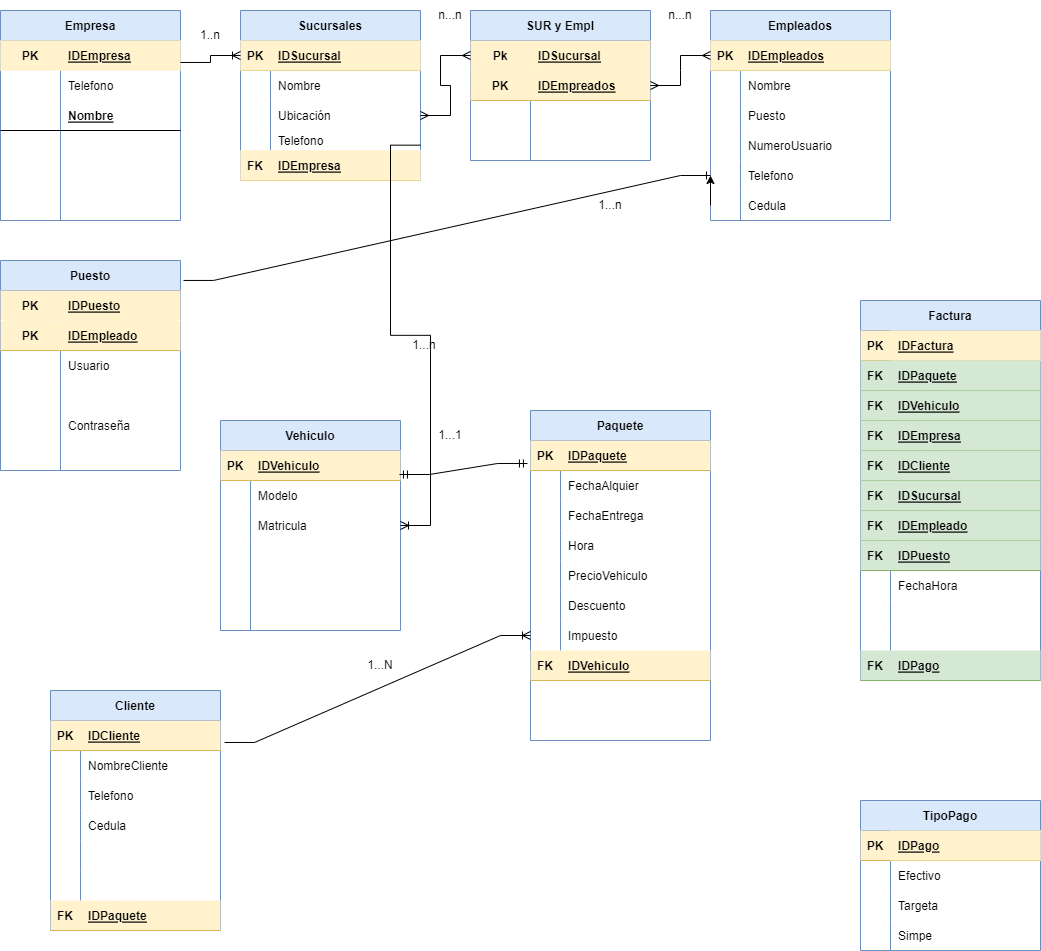 Empresa
PK IDEmpresa
Telefono
Nombre
1..n
Sucursales
PK IDSucursal
Nombre
Ubicación
Telefono
FK IDEmpresa
n...n
SUR y Empl
Pk IDSucursal
PK IDEmpreados
n...n
Empleados
PK IDEmpleados
Nombre
Puesto
NumeroUsuario
Telefono
Cedula
1...n
Puesto
PK IDPuesto
PK IDEmpleado
Usuario
Contraseña
1...n
Vehiculo
PK IDVehiculo
Modelo
Matricula
1...1
Paquete
PK IDPaquete
FechaAlquier
FechaEntrega
Hora
PrecioVehiculo
Descuento
Impuesto
FK IDVehiculo
Factura
PK IDFactura
FK IDPaquete
FK IDVehiculo
FK IDEmpresa
FK IDCliente
FK IDSucursal
FK IDEmpleado
FK IDPuesto
FechaHora
FK IDPago
1...N
Cliente
PK IDCliente
NombreCliente
Telefono
Cedula
FK IDPaquete
TipoPago
PK IDPago
Efectivo
Targeta
Simpe